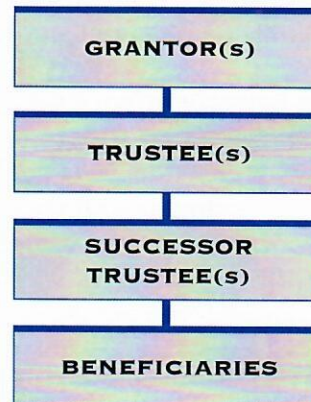 GRANTOR(s)
TRUSTEE(s)
SUCCESSOR
TRUSTEE(s)
BENEFICIARIES